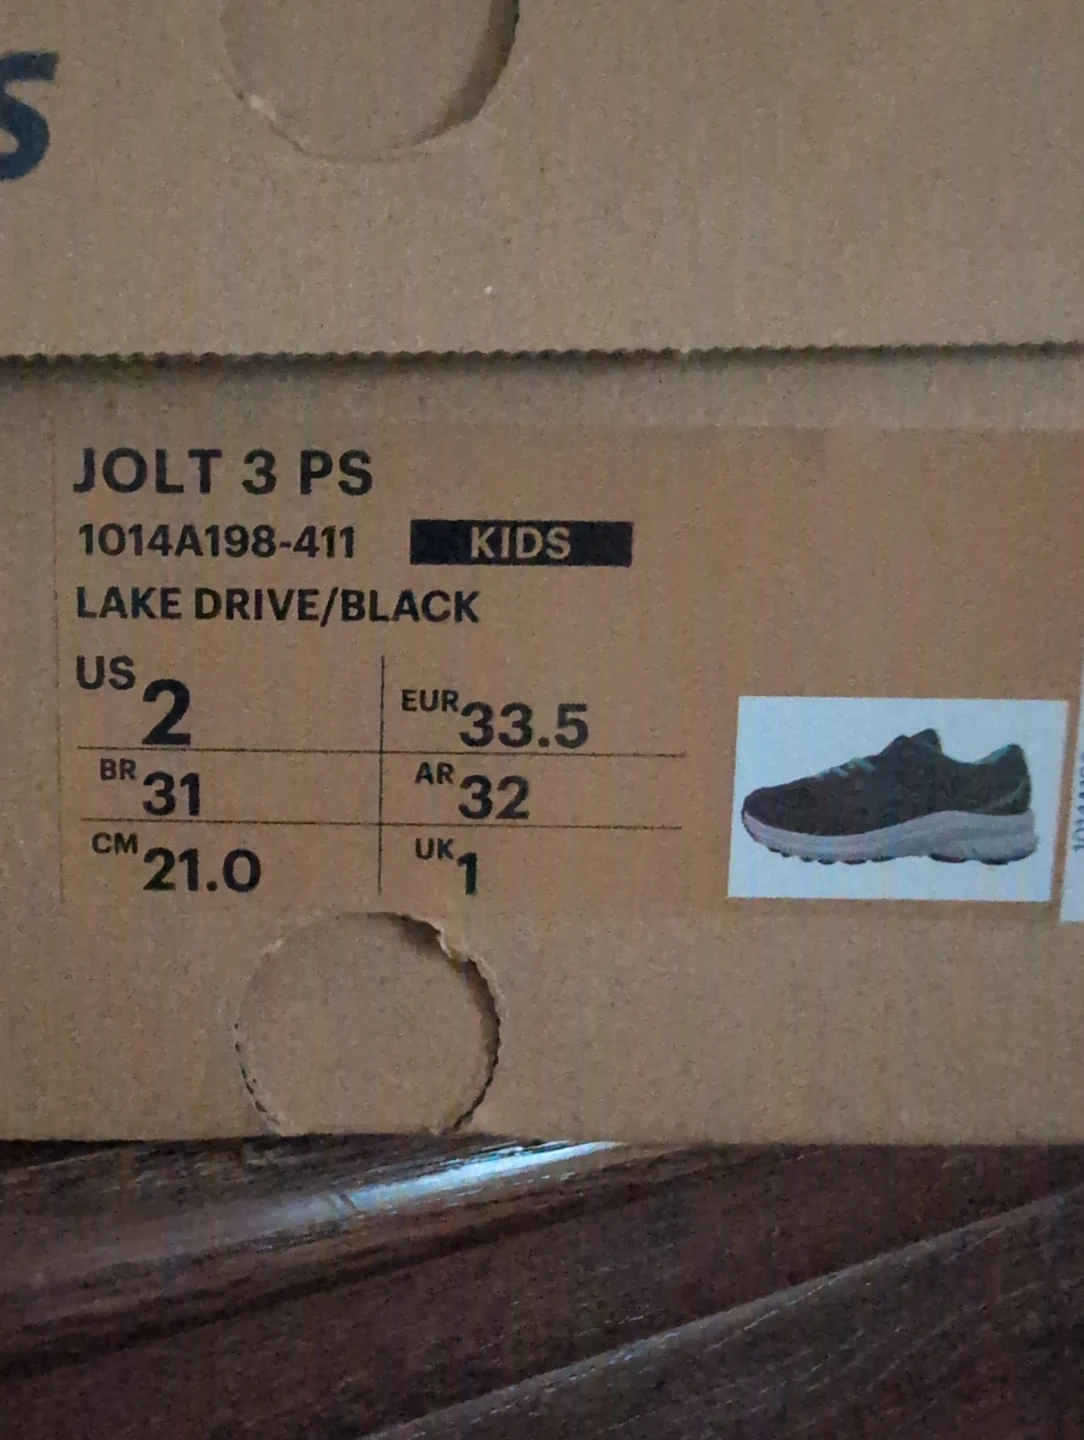 S
JOLT 3 PS
1014A198-411 KIDS
LAKE DRIVE/BLACK
US 2 EUR 33.5
BR 31 AR 32
CM 21.0 UK 1